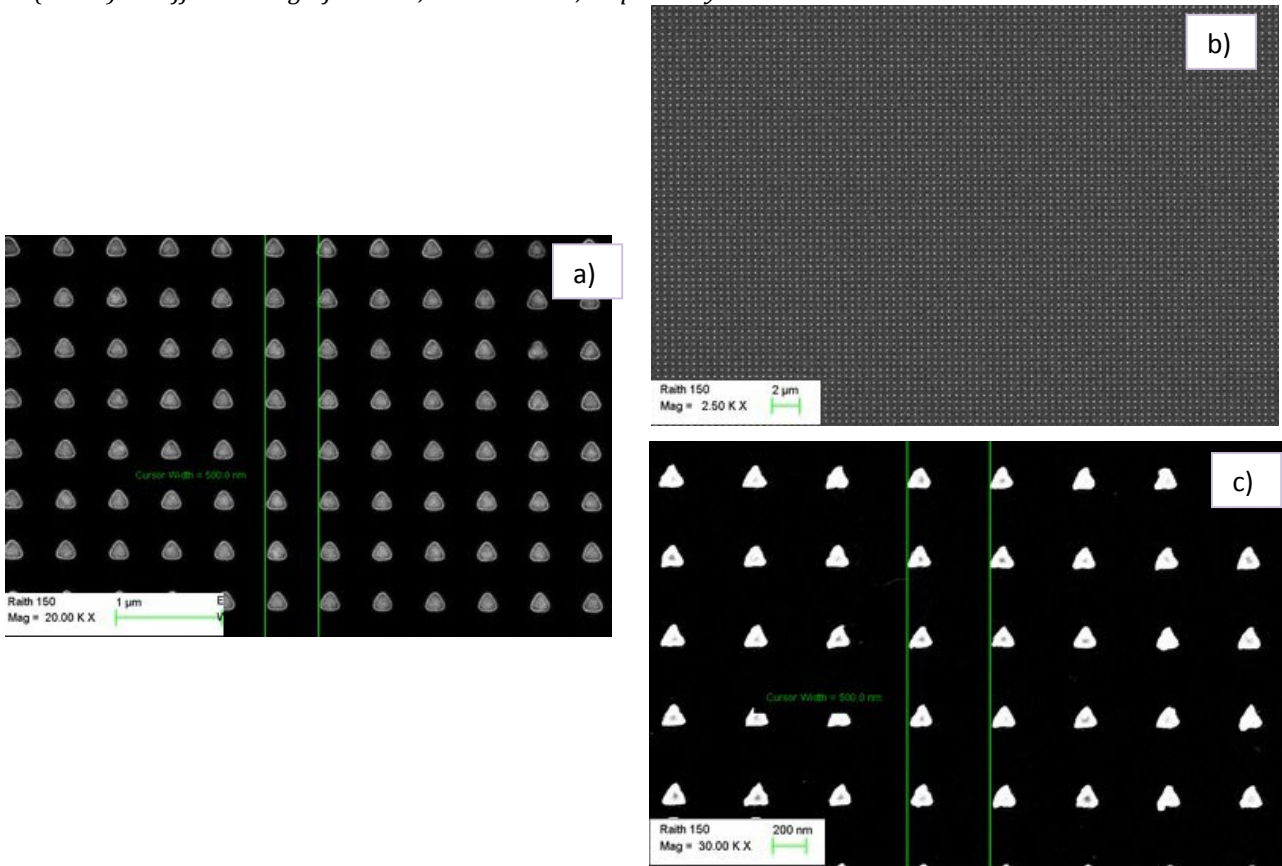 b)
a)
Cursor Width = 500.0 nm
Raith 150
Mag = 20.00 K X
1 µm
E
V
Raith 150
Mag = 2.50 K X
2 µm
c)
Cursor Width = 500.0 nm
Raith 150
Mag = 30.00 K X
200 nm